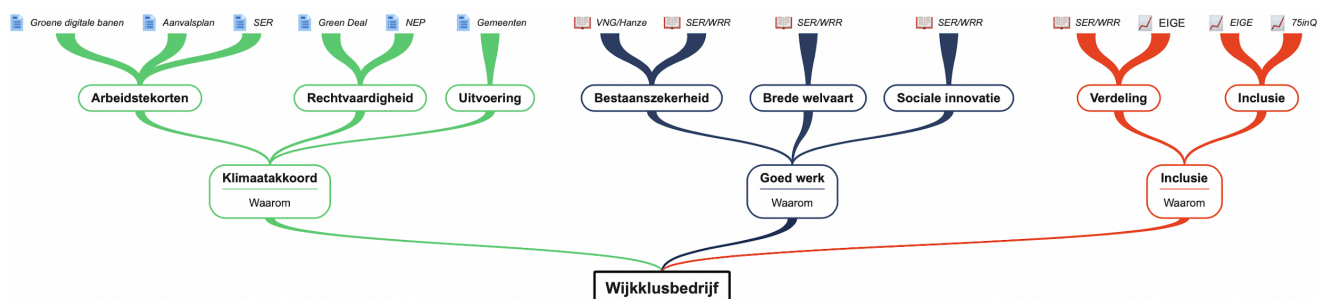 Groene digitale banen
Aanvalsplan
SER
Green Deal
NEP
Gemeenten
VNG/Hanze
SER/WRR
SER/WRR
SER/WRR
SER/WRR
EIGE
EIGE
75inQ
Arbeidstekorten
Rechtvaardigheid
Uitvoering
Bestaanszekerheid
Brede welvaart
Sociale innovatie
Verdeling
Inclusie
Klimaatakkoord
Waarom
Goed werk
Waarom
Inclusie
Waarom
Wijkklusbedrijf